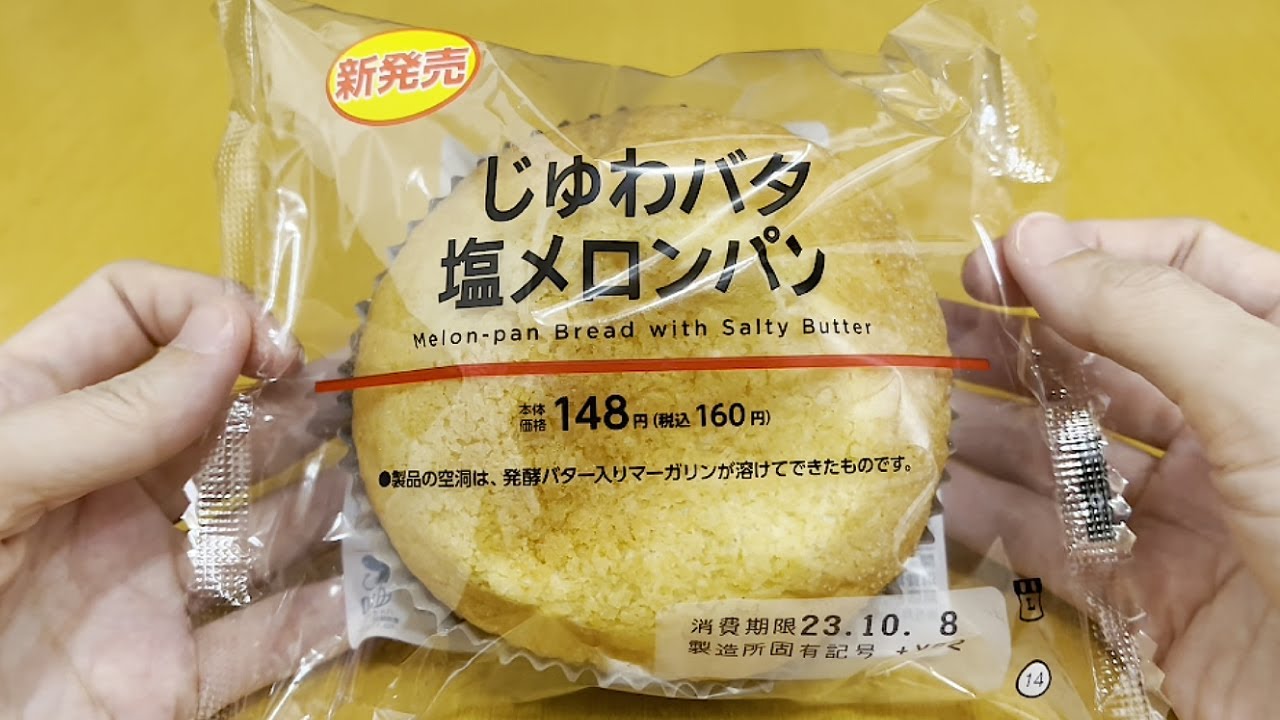 新発売
じゅわバタ
塩メロンパン
Melon-pan Bread with Salty Butter
本体価格 148円(税込160円)
●製品の空洞は、発酵バター入りマーガリンが溶けてできたものです。
消費期限23.10. 8
製造所固有記号
L
14